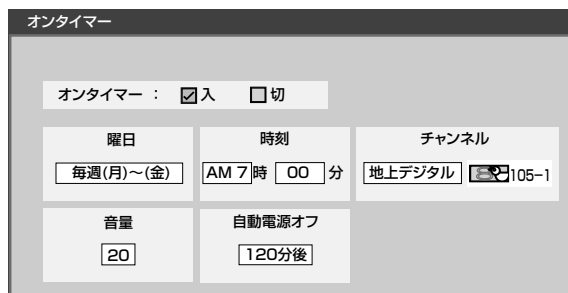 オンタイマー
オンタイマー ： 入 切
曜日 時刻 チャンネル
毎週(月)～(金) AM 7 時 00 分 地上デジタル 105−1
音量 自動電源オフ
20 120分後